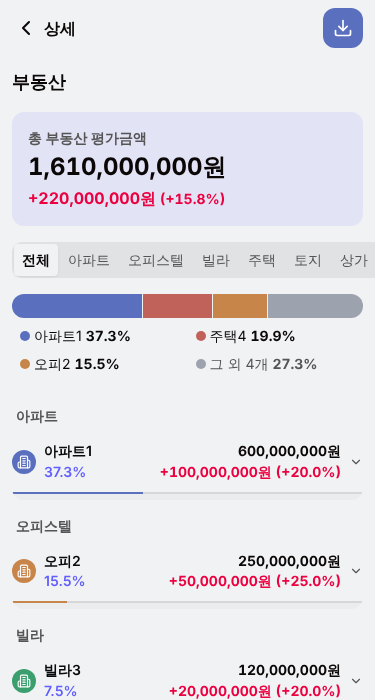 상세
부동산
총 부동산 평가금액
1,610,000,000원
+220,000,000원 (+15.8%)
전체 아파트 오피스텔 빌라 주택 토지 상가
아파트1 37.3% 주택4 19.9%
오피2 15.5% 그 외 4개 27.3%
아파트
아파트1 600,000,000원
37.3% +100,000,000원 (+20.0%)
오피스텔
오피2 250,000,000원
15.5% +50,000,000원 (+25.0%)
빌라
빌라3 120,000,000원
7.5% +20,000,000원 (+20.0%)